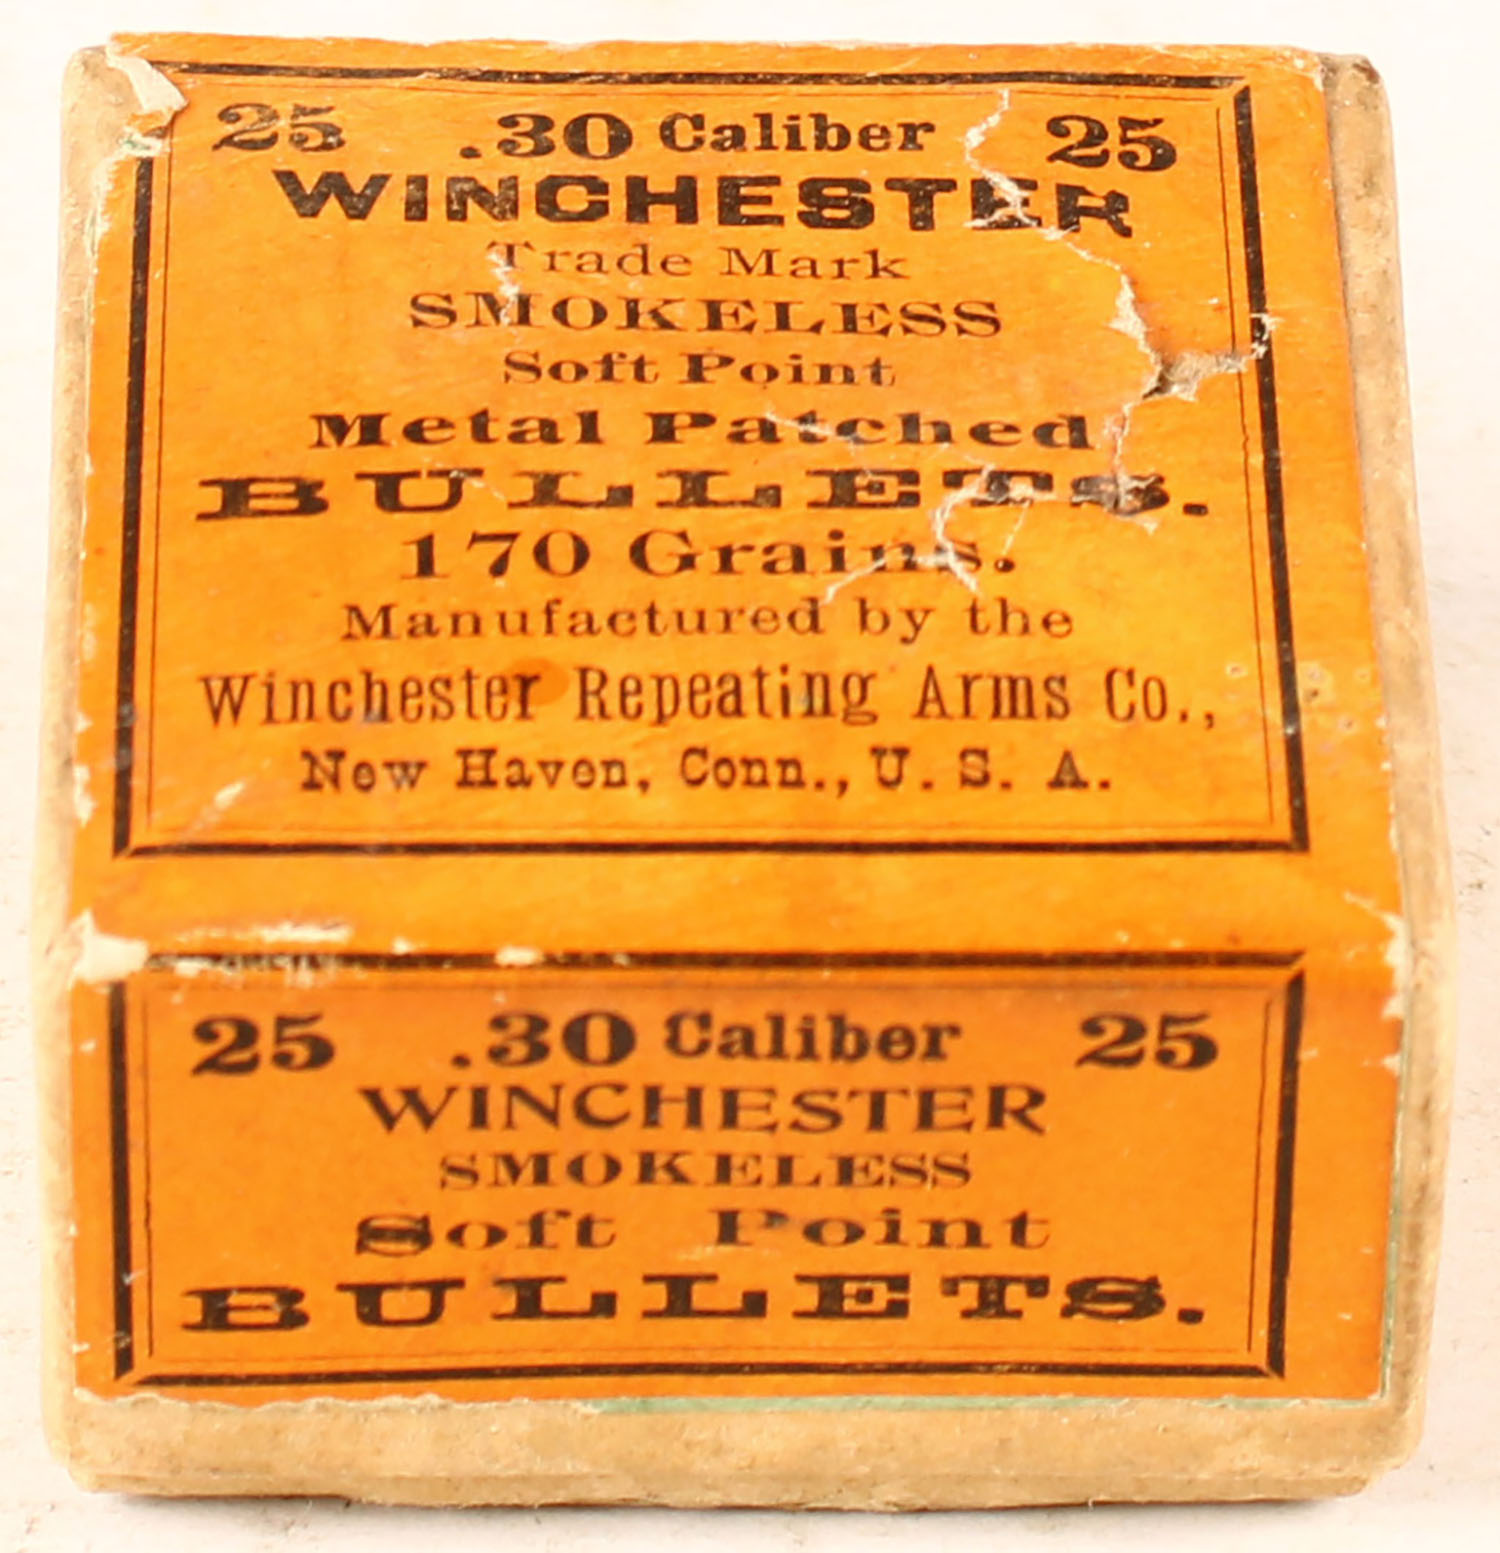 25 .30 Caliber 25
WINCHESTER
Trade Mark
SMOKELESS
Soft Point
Metal Patched
BULLETS.
170 Grains.
Manufactured by the
Winchester Repeating Arms Co.,
New Haven, Conn., U. S. A.
25 .30 Caliber 25
WINCHESTER
SMOKELESS
Soft Point
BULLETS.